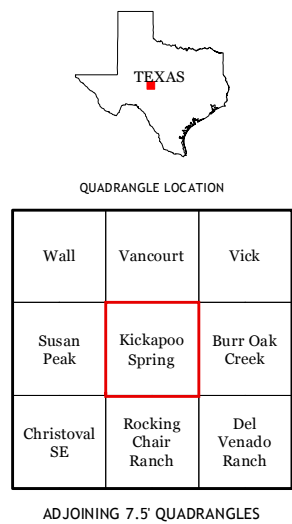 TEXAS
QUADRANGLE LOCATION
Wall
Vancourt
Vick
Susan
Peak
Kickapoo
Spring
Burr Oak
Creek
Christoval
SE
Rocking
Chair
Ranch
Del
Venado
Ranch
ADJOINING 7.5' QUADRANGLES